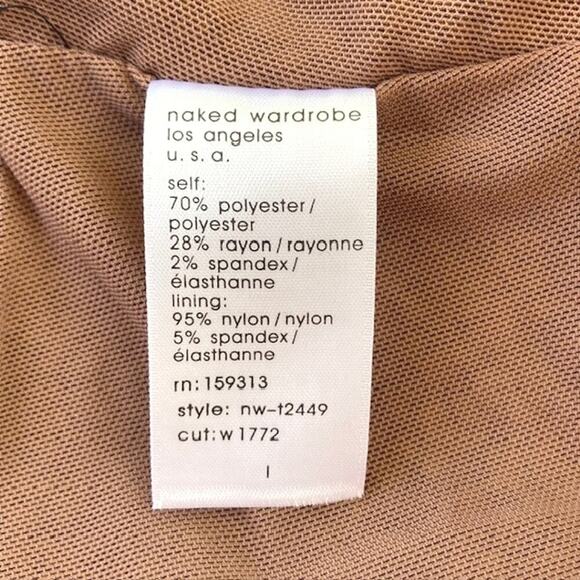 naked wardrobe
los angeles
u. s. a.
self:
70% polyester/
polyester
28% rayon/rayonne
2% spandex/
élasthanne
lining:
95% nylon/nylon
5% spandex/
élasthanne
rn: 159313
style: nw-t2449
cut: w1772
l